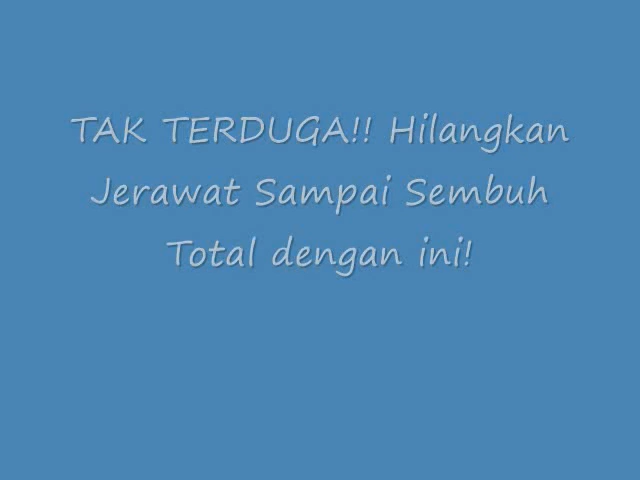 TAK TERDUGA!! Hilangkan
Jerawat Sampai Sembuh
Total dengan ini!